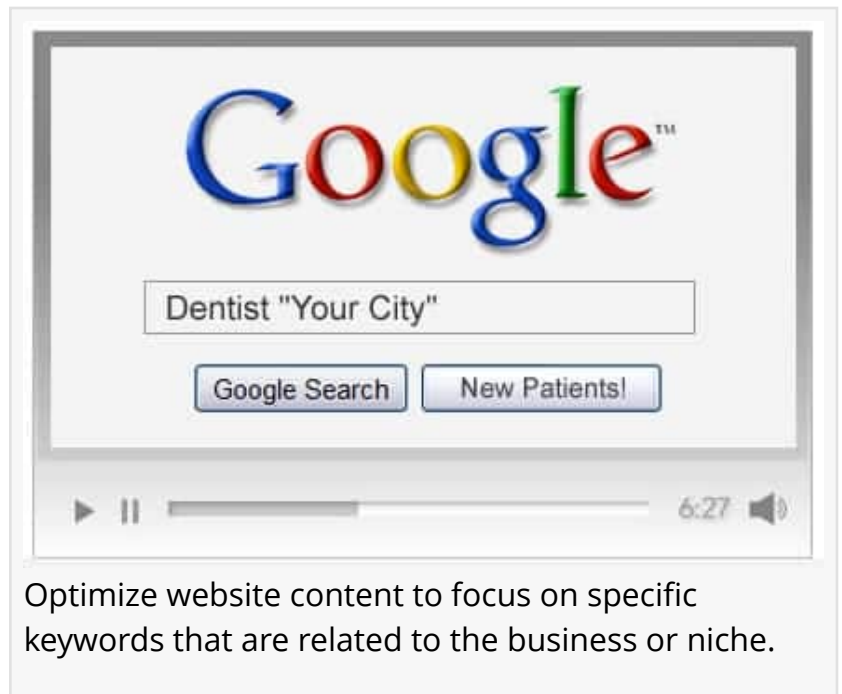 Google™
Dentist "Your City"
Google Search New Patients!
6:27
Optimize website content to focus on specific
keywords that are related to the business or niche.